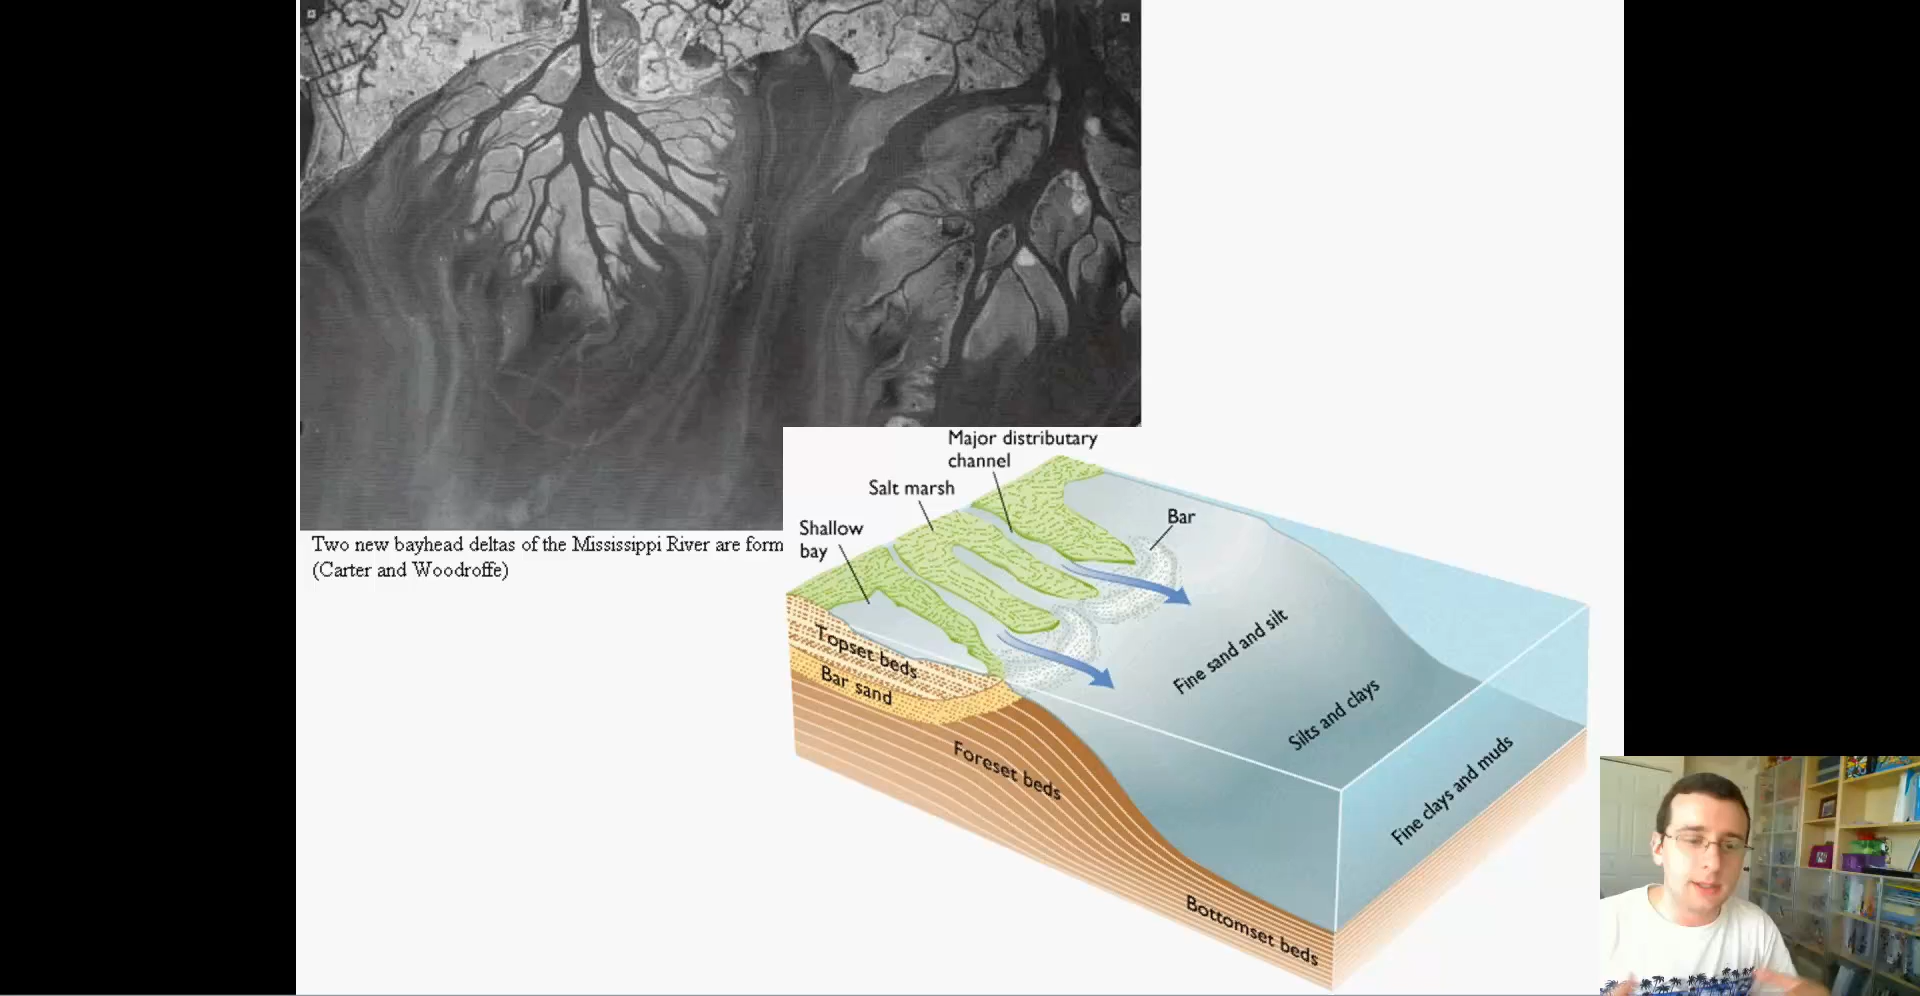 Two new bayhead deltas of the Mississippi River are form
(Carter and Woodroffe)
Major distributary
channel
Salt marsh
Shallow
bay
Bar
Topset beds
Bar sand
Foreset beds
Bottomset beds
Fine sand and silt
Silts and clays
Fine clays and muds